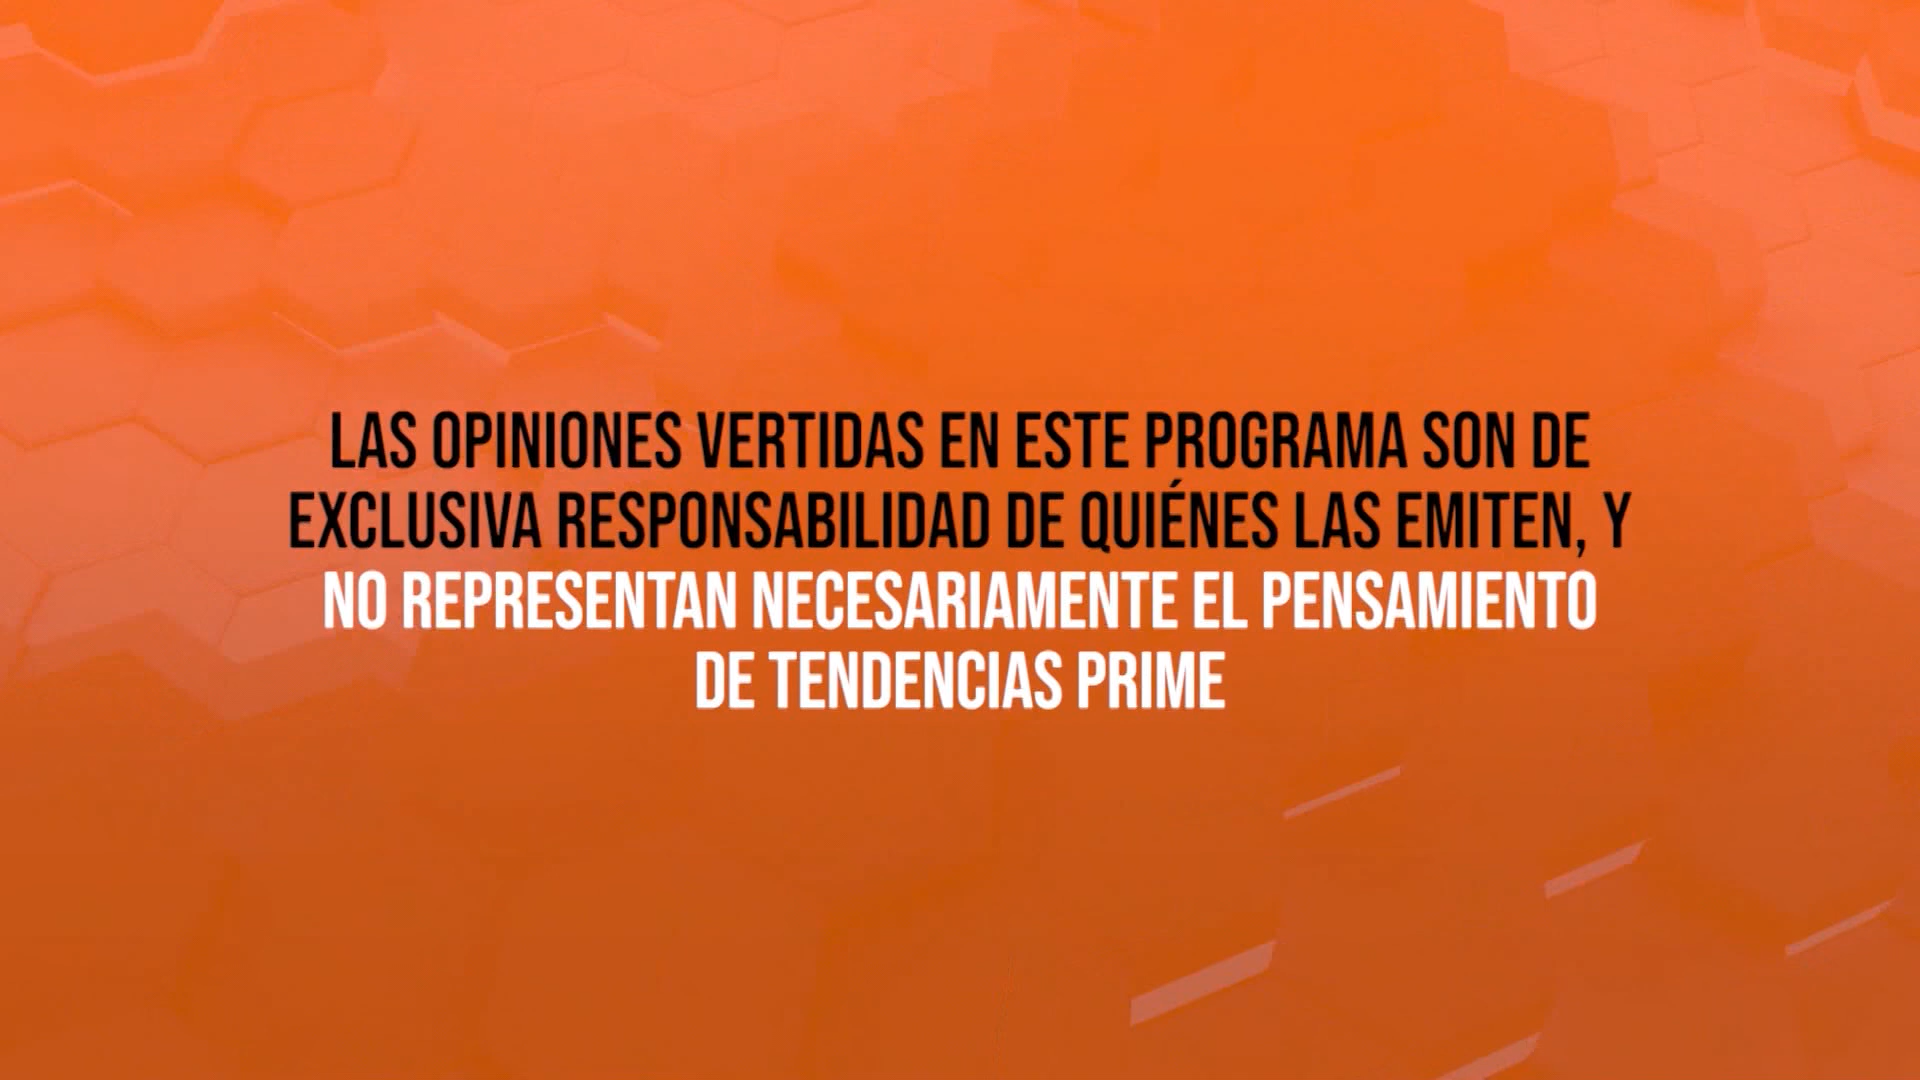 LAS OPINIONES VERTIDAS EN ESTE PROGRAMA SON DE
EXCLUSIVA RESPONSABILIDAD DE QUIÉNES LAS EMITEN, Y
NO REPRESENTAN NECESARIAMENTE EL PENSAMIENTO
DE TENDENCIAS PRIME